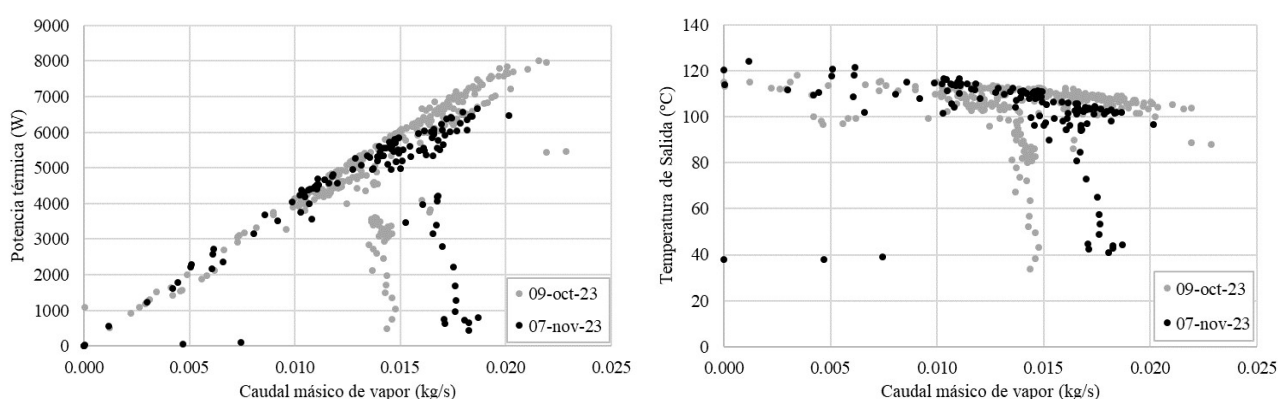 Potencia térmica (W)
9000
8000
7000
6000
5000
4000
3000
2000
1000
0
0.000 0.005 0.010 0.015 0.020 0.025
Caudal másico de vapor (kg/s)
09-oct-23
07-nov-23
Temperatura de Salida (ºC)
140
120
100
80
60
40
20
0
0.000 0.005 0.010 0.015 0.020 0.025
Caudal másico de vapor (kg/s)
09-oct-23
07-nov-23